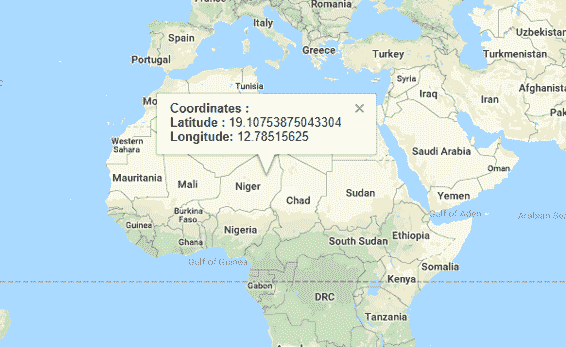 Romania
Italy
Spain
Portugal
Greece
Turkey
Uzbekistan
Turkmenistan
Tunisia
Syria
Iraq
Iran
Afghanistan
Mo
Coordinates :
Latitude : 19.10753875043304
Longitude: 12.78515625
Pak
Western
Sahara
Saudi Arabia
Oman
Mauritania
Mali
Niger
Chad
Sudan
Yemen
Gulf of Aden
Arabian Sea
Burkina
Faso
Guinea
Ghana
Nigeria
Ethiopia
South Sudan
Somalia
Gulf of Guinea
Gabon
Kenya
DRC
Tanzania